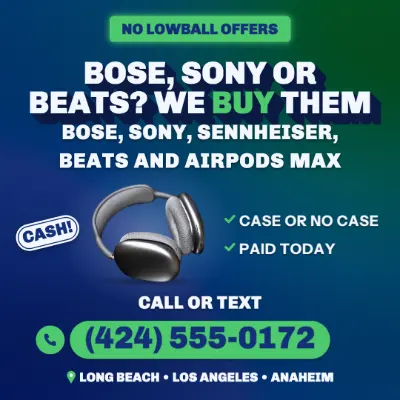 NO LOWBALL OFFERS
BOSE, SONY OR
BEATS? WE BUY THEM
BOSE, SONY, SENNHEISER,
BEATS AND AIRPODS MAX
CASH!
✓ CASE OR NO CASE
✓ PAID TODAY
CALL OR TEXT
(424) 555-0172
LONG BEACH • LOS ANGELES • ANAHEIM